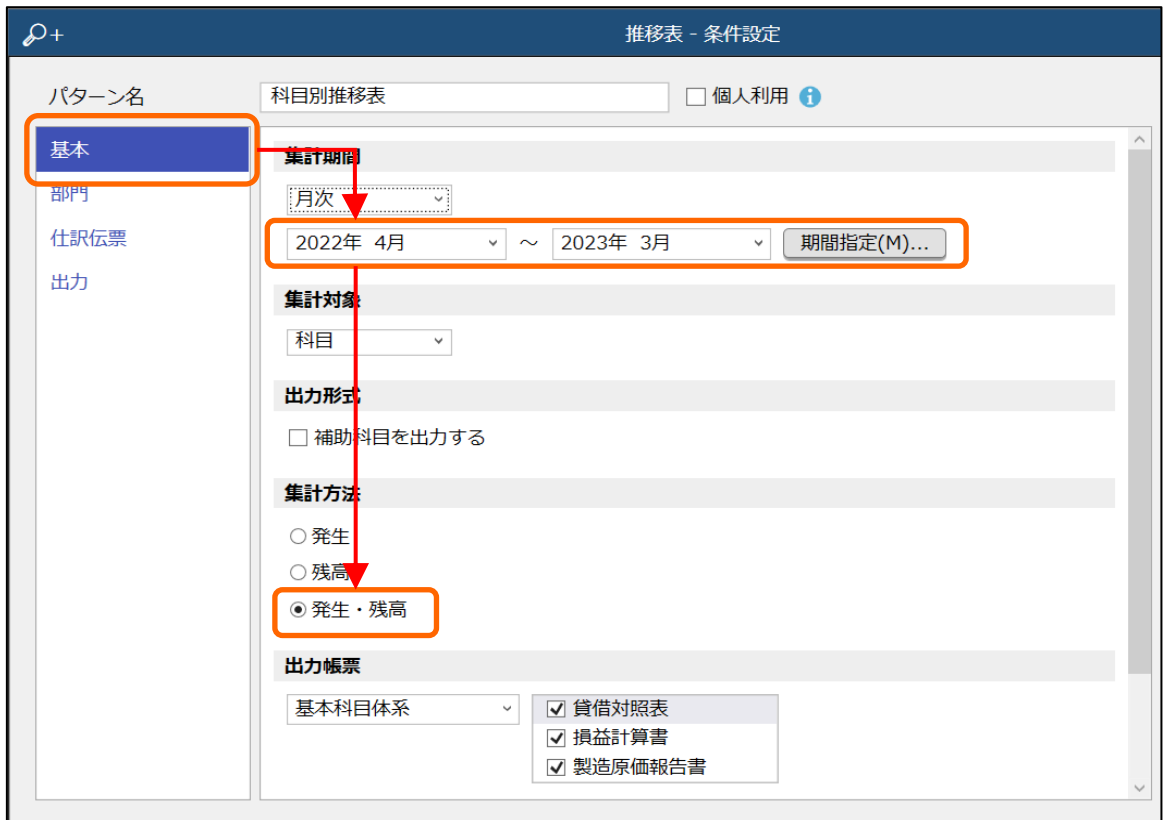 推移表 - 条件設定
パターン名 科目別推移表 個人利用
基本
部門
仕訳伝票
出力
集計期間
月次
2022年 4月 ～ 2023年 3月 期間指定(M)...
集計対象
科目
出力形式
補助科目を出力する
集計方法
発生
残高
発生・残高
出力帳票
基本科目体系
貸借対照表
損益計算書
製造原価報告書